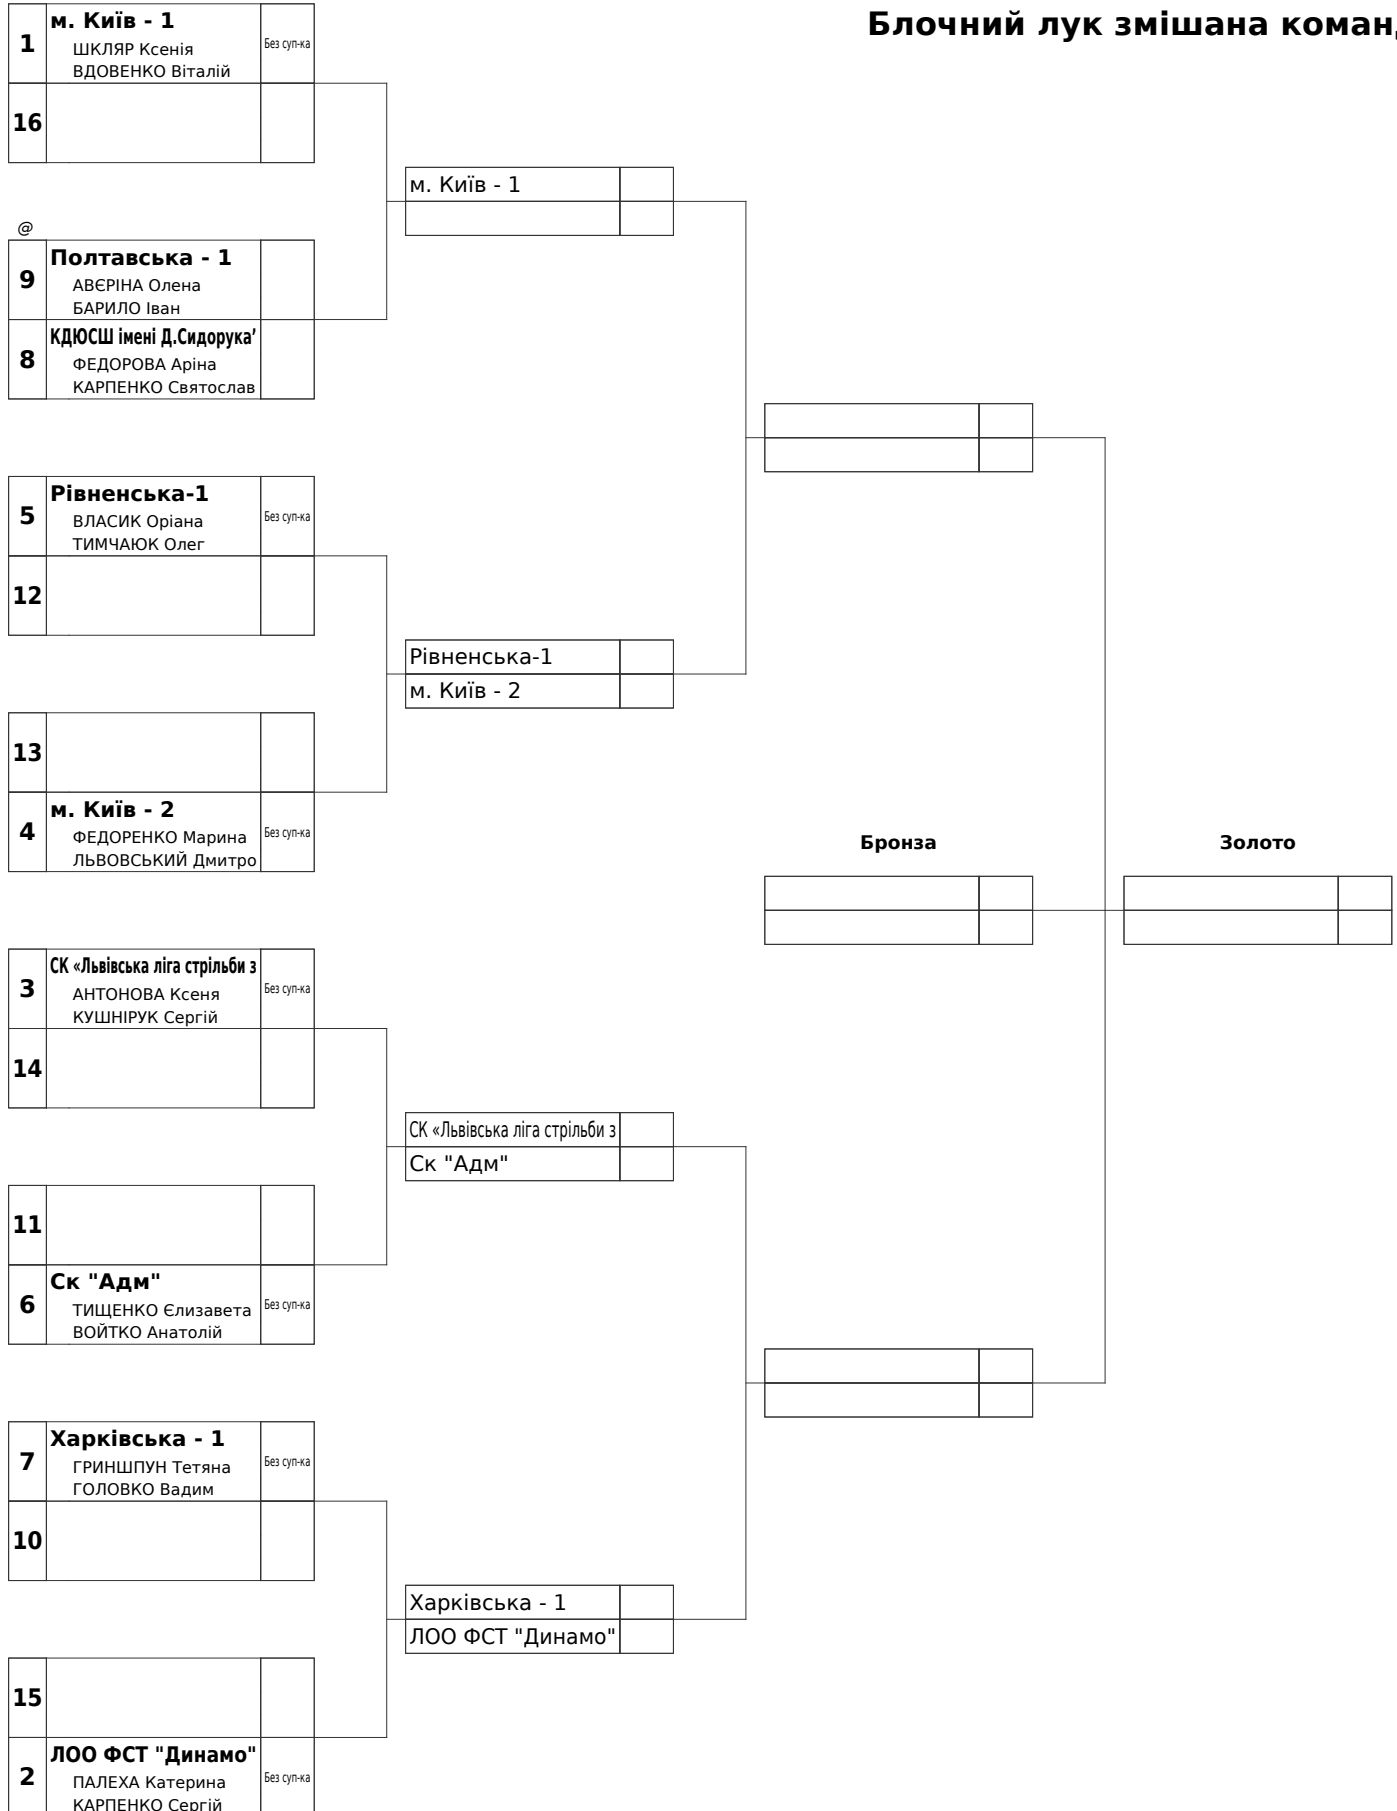 Блочний лук змішана
1
м. Київ - 1
ШКЛЯР Ксенія
ВДОВЕНКО Віталій
Без суп-ка
16
м. Київ - 1
@
9
Полтавська - 1
АВЄРІНА Олена
БАРИЛО Іван
8
КДЮСШ імені Д.Сидорука"
ФЕДОРОВА Аріна
КАРПЕНКО Святослав
5
Рівненська-1
ВЛАСИК Оріана
ТИМЧАЮК Олег
Без суп-ка
12
Рівненська-1
м. Київ - 2
13
4
м. Київ - 2
ФЕДОРЕНКО Марина
ЛЬВОВСЬКИЙ Дмитро
Без суп-ка
Бронза
Золото
3
СК «Львівська ліга стрільби з
АНТОНОВА Ксеня
КУШНІРУК Сергій
Без суп-ка
14
СК «Львівська ліга стрільби з
Ск "Адм"
11
6
Ск "Адм"
ТИЩЕНКО Єлизавета
ВОЙТКО Анатолій
Без суп-ка
7
Харківська - 1
ГРИНШПУН Тетяна
ГОЛОВКО Вадим
Без суп-ка
10
Харківська - 1
ЛОО ФСТ "Динамо"
15
2
ЛОО ФСТ "Динамо"
ПАЛЕХА Катерина
КАРПЕНКО Сергій
Без суп-ка